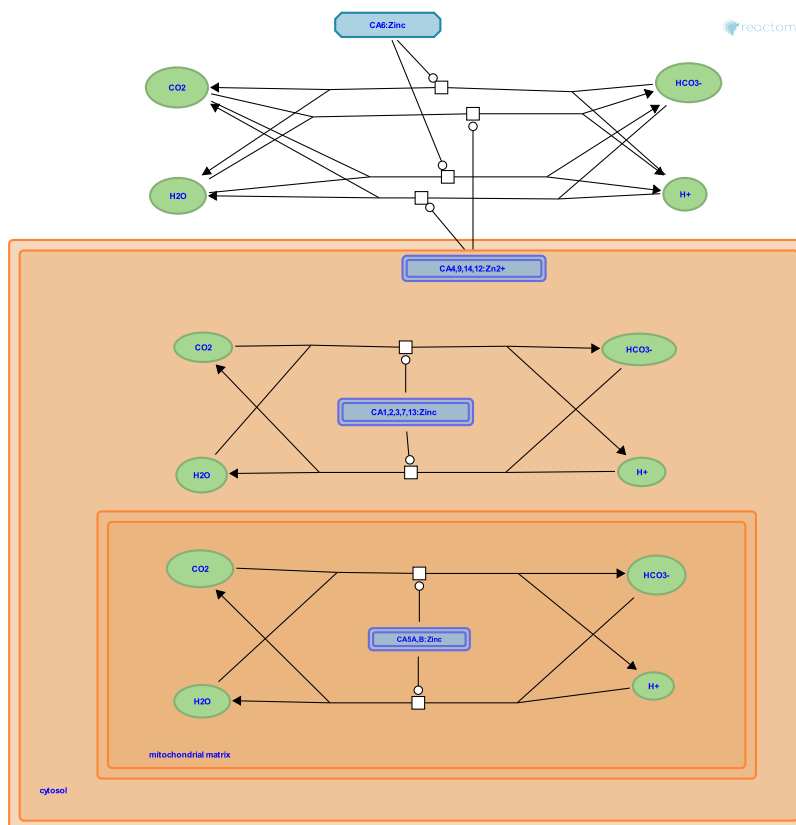 CA6:Zinc
reactom
CO2
HCO3-
H2O
H+
CA4,9,14,12:Zn2+
CO2
HCO3-
CA1,2,3,7,13:Zinc
H2O
H+
CO2
HCO3-
CA5A,B:Zinc
H2O
H+
mitochondrial matrix
cytosol